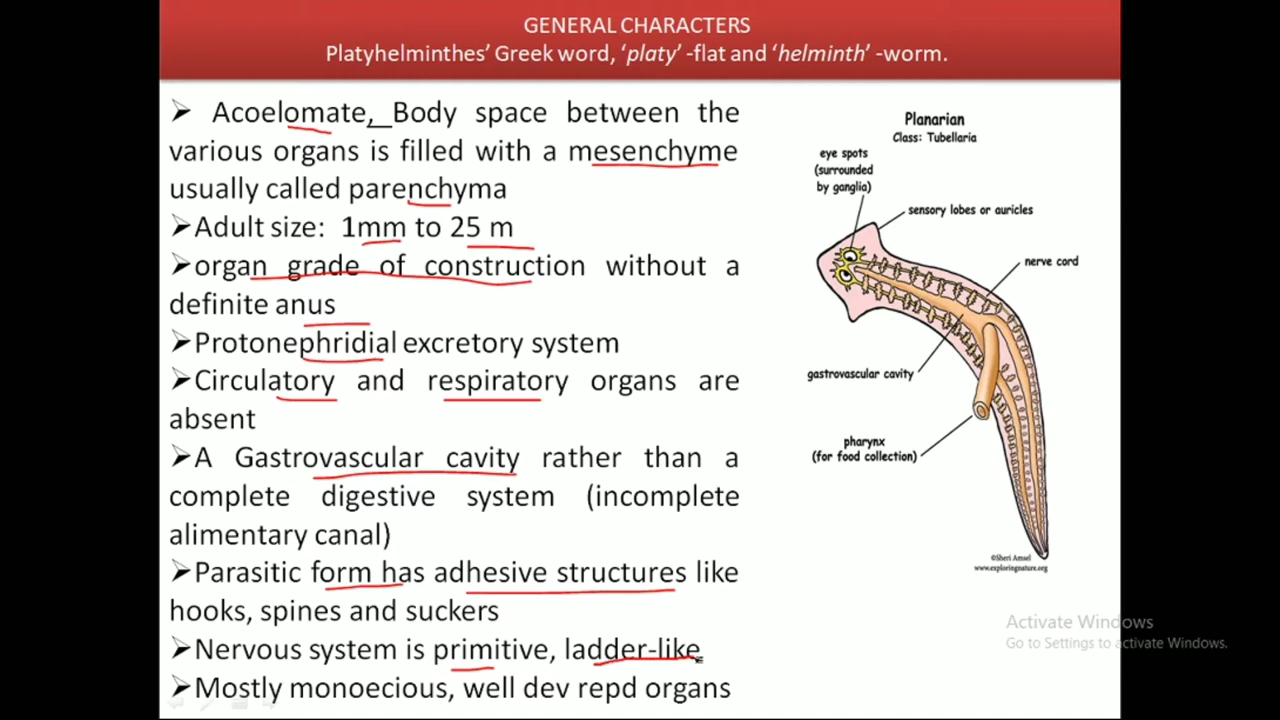 GENERAL CHARACTERS
Platyhelminthes’ Greek word, ‘platy’ -flat and ‘helminth’ -worm.
➢ Acoelomate, Body space between the
various organs is filled with a mesenchyme
usually called parenchyma
➢Adult size: 1mm to 25 m
➢organ grade of construction without a
definite anus
➢Protonephridial excretory system
➢Circulatory and respiratory organs are
absent
➢A Gastrovascular cavity rather than a
complete digestive system (incomplete
alimentary canal)
➢Parasitic form has adhesive structures like
hooks, spines and suckers
➢Nervous system is primitive, ladder-like
➢Mostly monoecious, well dev repd organs
Planarian
Class: Tubellaria
eye spots
(surrounded
by ganglia)
sensory lobes or auricles
nerve cord
gastrovascular cavity
pharynx
(for food collection)
©Sheri Amsel
www.exploringnature.org
Activate Windows
Go to Settings to activate Windows.